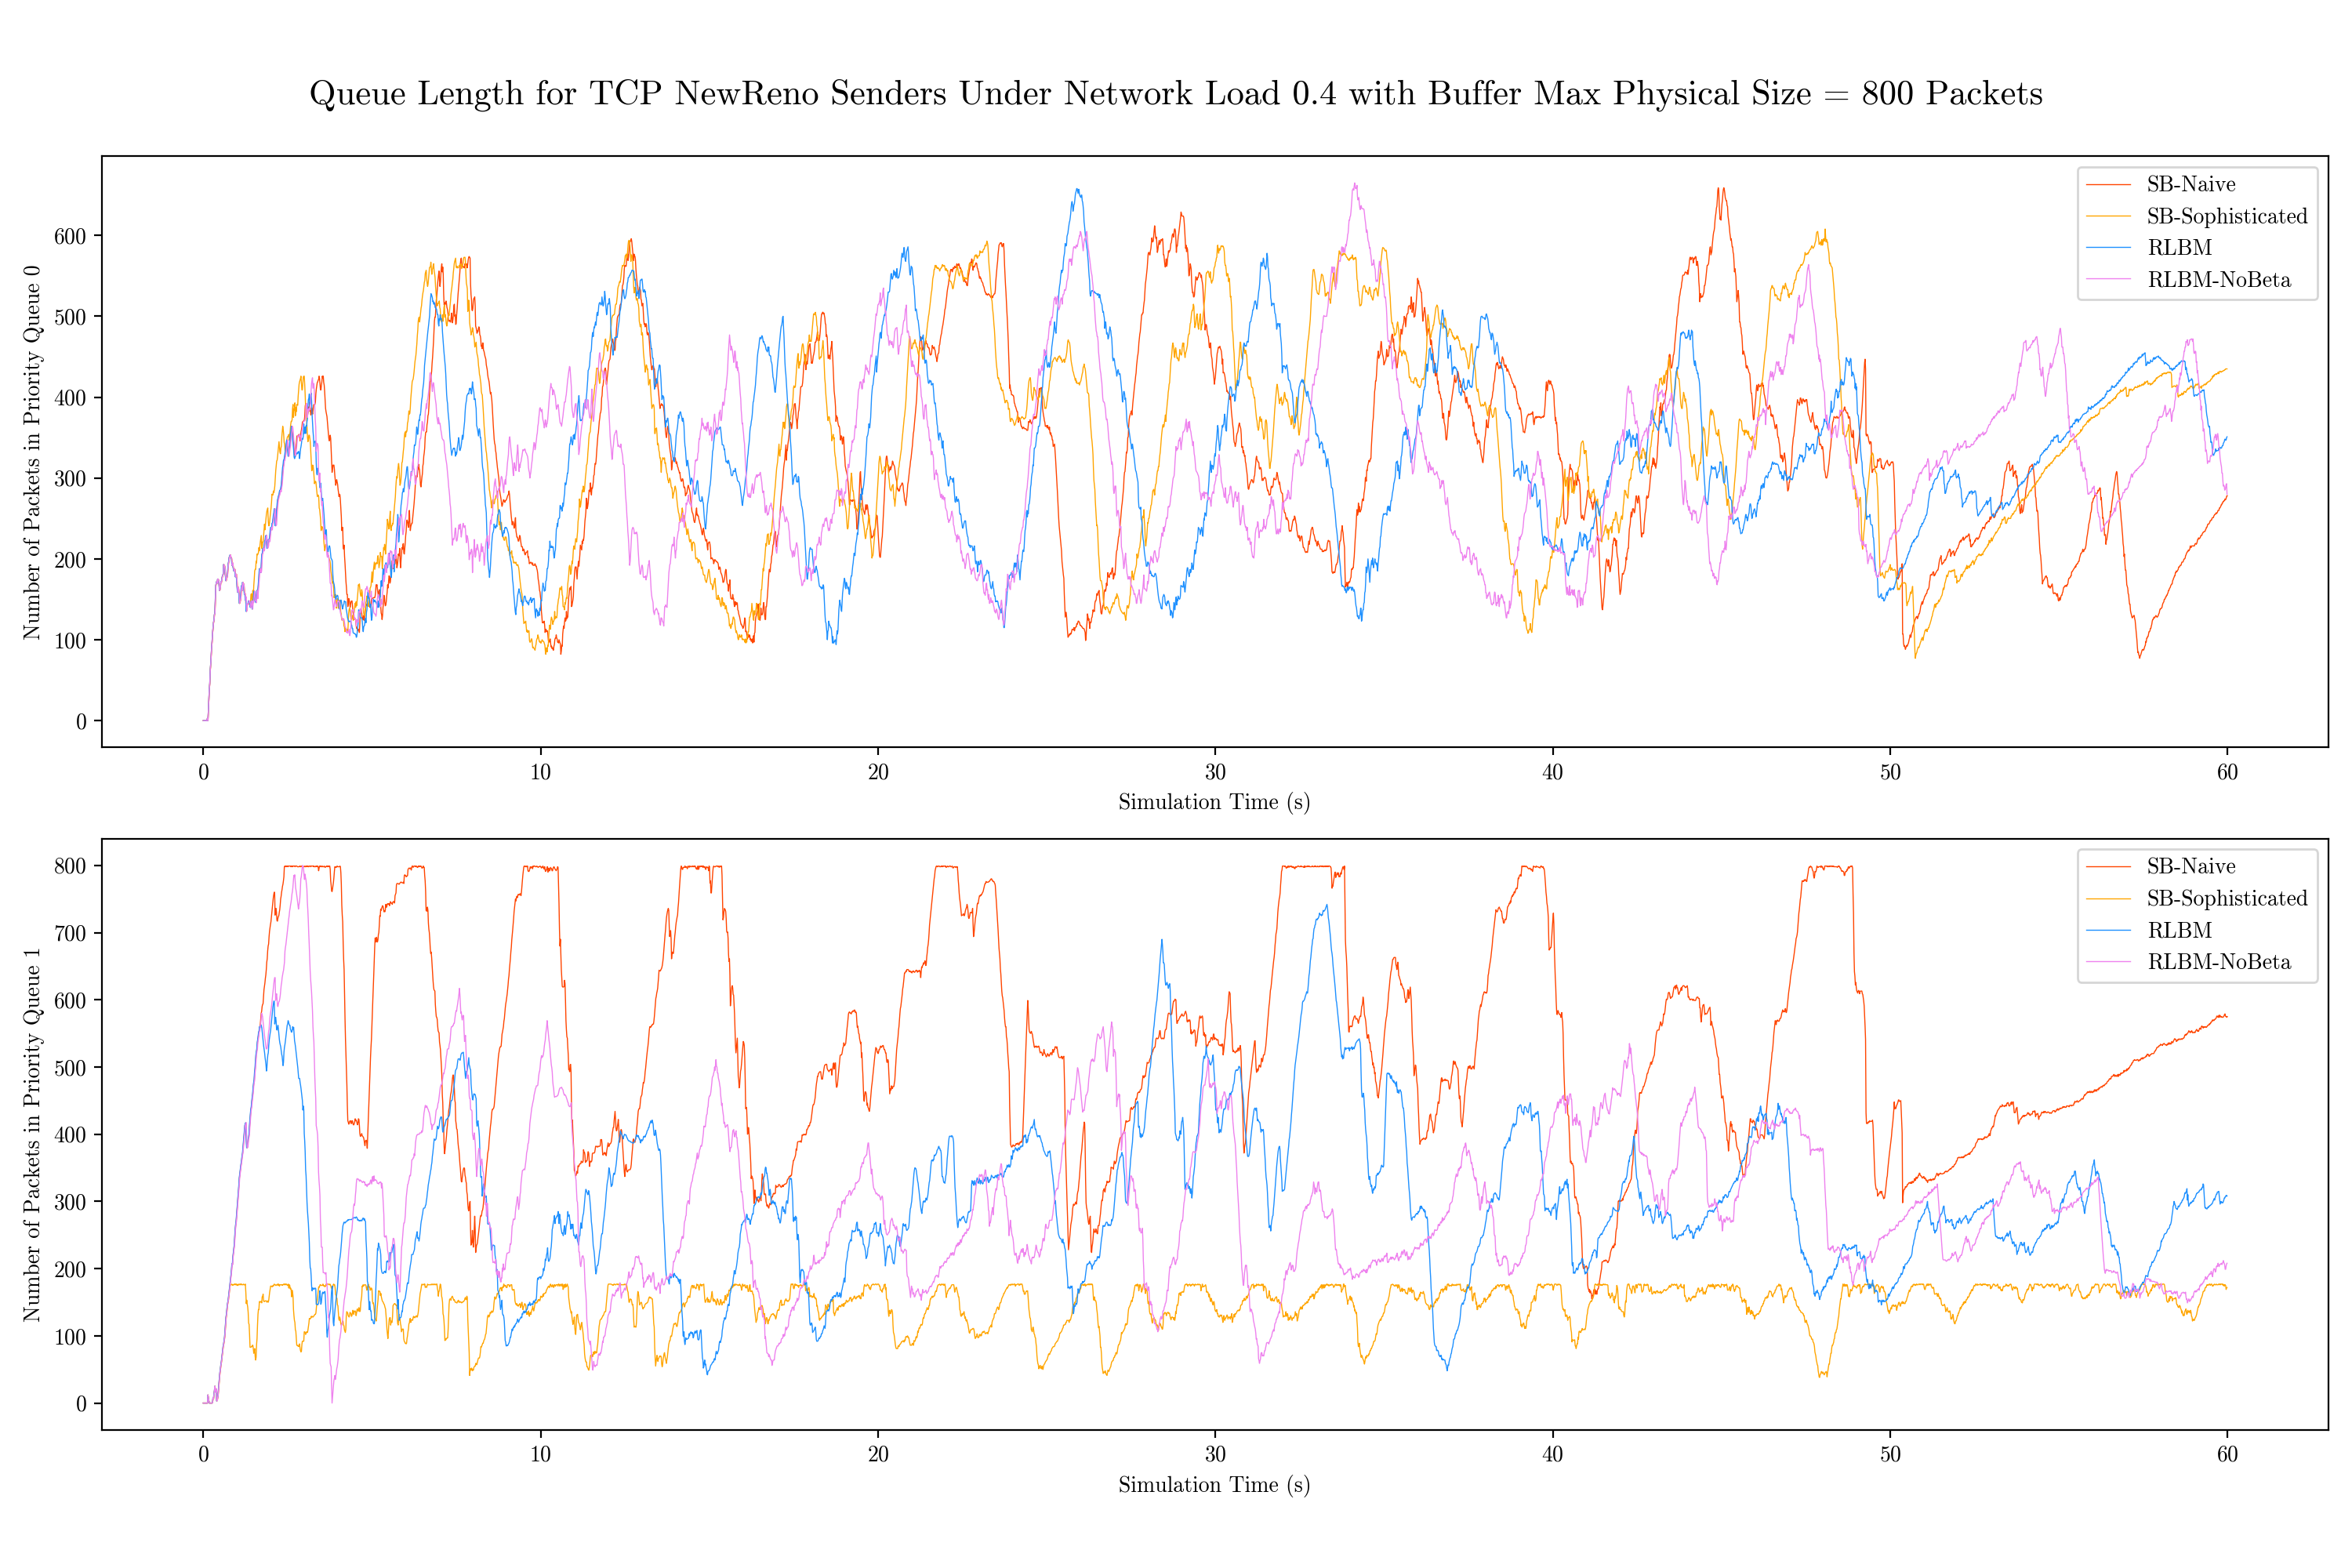 Queue Length for TCP NewReno Senders Under Network Load 0.4 with Buffer Max Physical Size = 800 Packets
Number of Packets in Priority Queue 0
600
500
400
300
200
100
0
SB-Naive
SB-Sophisticated
RLBM
RLBM-NoBeta
0 10 20 30 40 50 60
Simulation Time (s)
Number of Packets in Priority Queue 1
800
700
600
500
400
300
200
100
0
SB-Naive
SB-Sophisticated
RLBM
RLBM-NoBeta
0 10 20 30 40 50 60
Simulation Time (s)